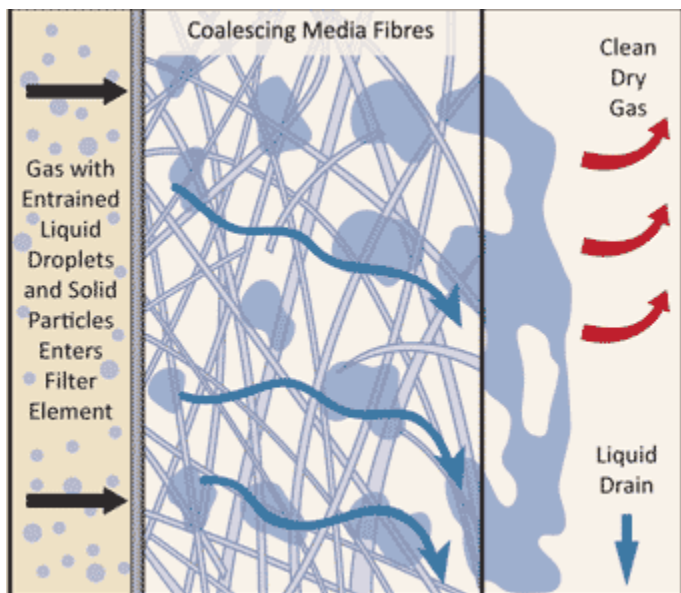 Coalescing Media Fibres
Gas with
Entrained
Liquid
Droplets
and Solid
Particles
Enters
Filter
Element
Clean
Dry
Gas
Liquid
Drain